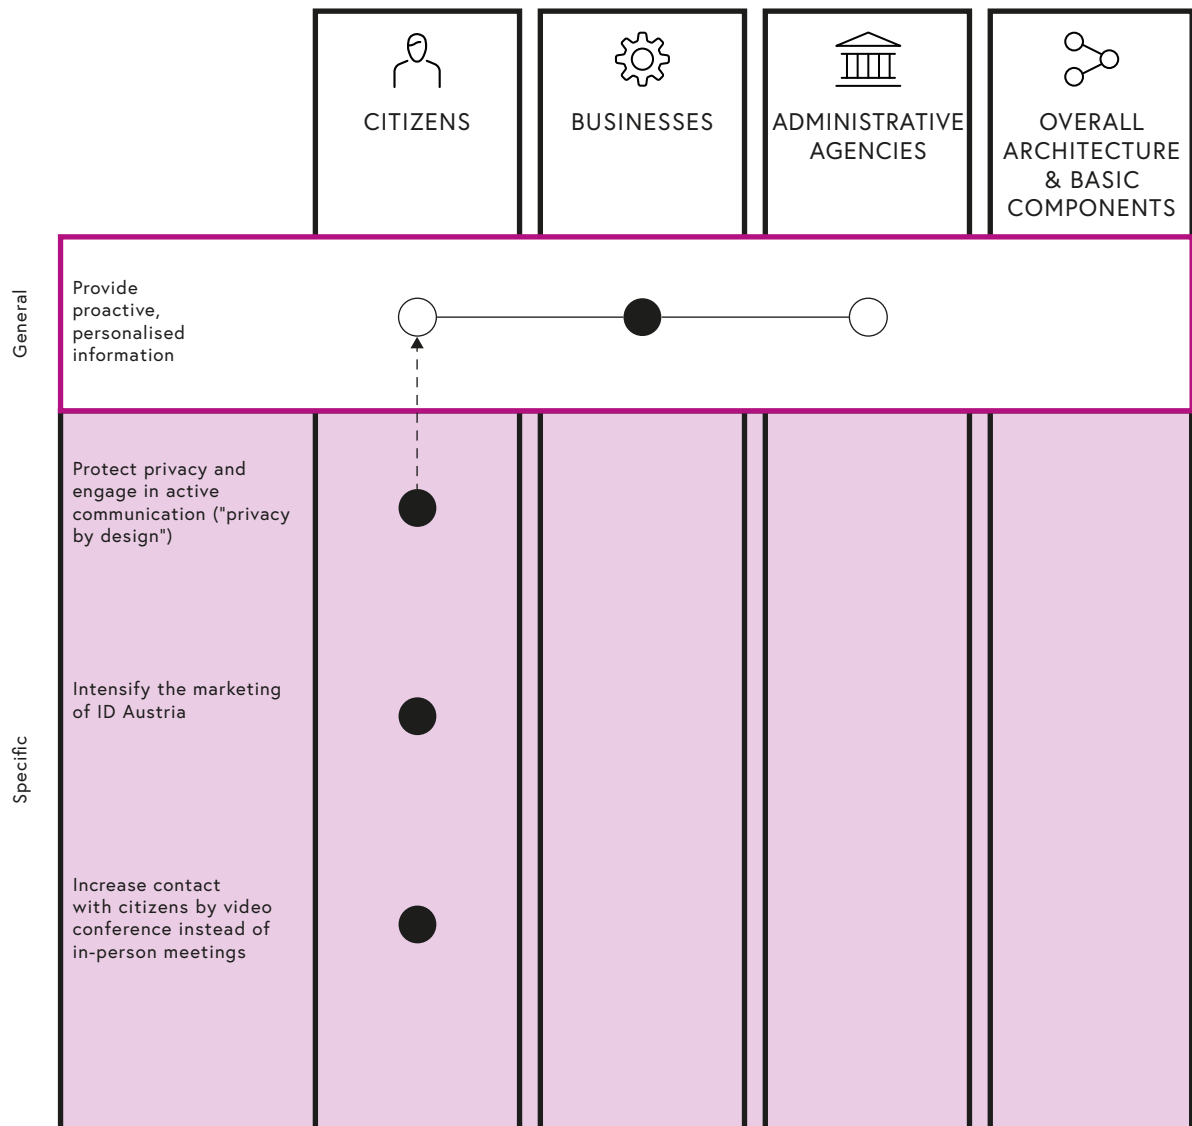 CITIZENS
BUSINESSES
ADMINISTRATIVE
AGENCIES
OVERALL
ARCHITECTURE
& BASIC
COMPONENTS
General
Provide
proactive,
personalised
information
Specific
Protect privacy and
engage in active
communication ("privacy
by design")
Intensify the marketing
of ID Austria
Increase contact
with citizens by video
conference instead of
in-person meetings